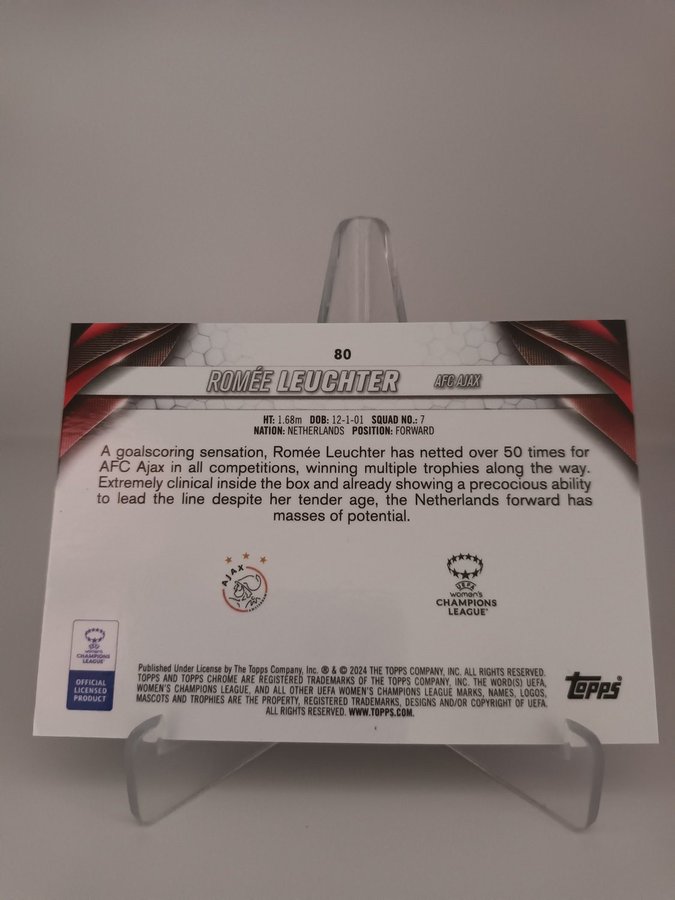 80
ROMÉE LEUCHTER AFC AJAX
HT: 1.68m DOB: 12-1-01 SQUAD NO.: 7
NATION: NETHERLANDS POSITION: FORWARD
A goalscoring sensation, Romée Leuchter has netted over 50 times for
AFC Ajax in all competitions, winning multiple trophies along the way.
Extremely clinical inside the box and already showing a precocious ability
to lead the line despite her tender age, the Netherlands forward has
masses of potential.
AJAX
UEFA
women's
CHAMPIONS
LEAGUE
women's
CHAMPIONS
LEAGUE
OFFICIAL
LICENSED
PRODUCT
Published Under License by The Topps Company, Inc. ® & © 2024 THE TOPPS COMPANY, INC. ALL RIGHTS RESERVED.
TOPPS AND TOPPS CHROME ARE REGISTERED TRADEMARKS OF THE TOPPS COMPANY, INC. THE WORD(S) UEFA,
WOMEN'S CHAMPIONS LEAGUE, AND ALL OTHER UEFA WOMEN'S CHAMPIONS LEAGUE MARKS, NAMES, LOGOS,
MASCOTS AND TROPHIES ARE THE PROPERTY, REGISTERED TRADEMARKS, DESIGNS AND/OR COPYRIGHT OF UEFA.
ALL RIGHTS RESERVED. WWW.TOPPS.COM.
topps